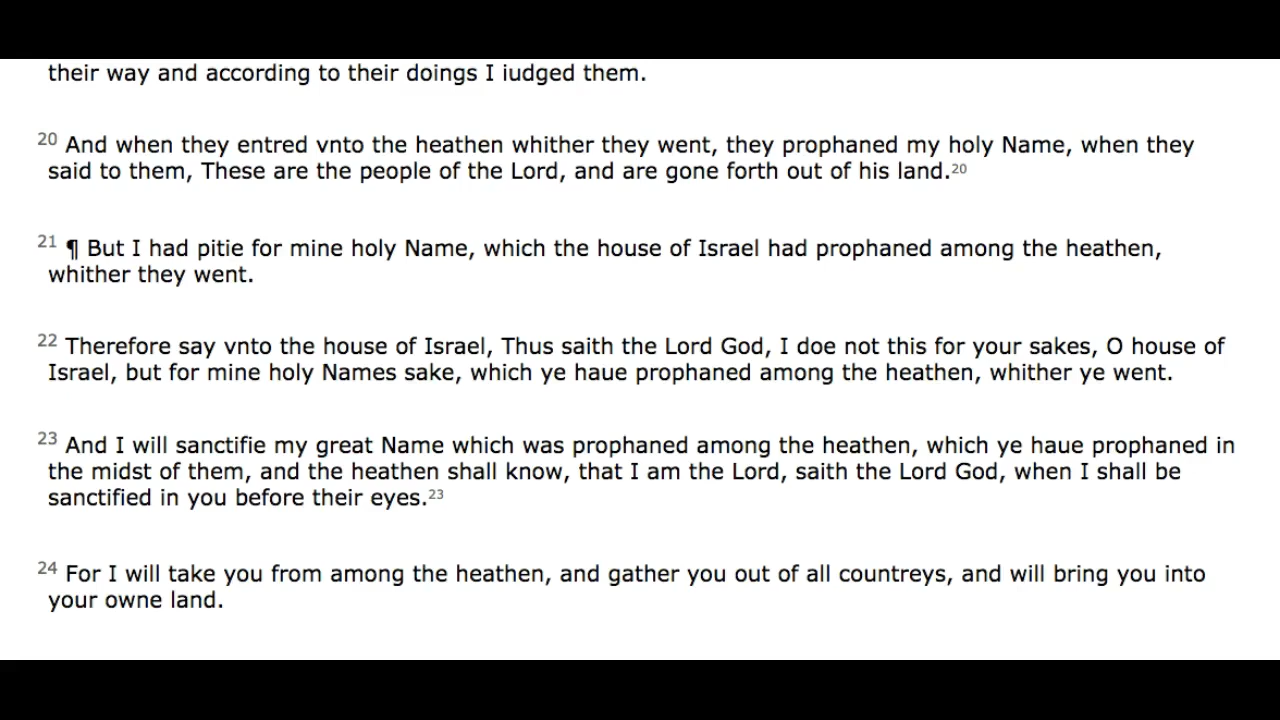 their way and according to their doings I iudged them.
20 And when they entred vnto the heathen whither they went, they prophaned my holy Name, when they
said to them, These are the people of the Lord, and are gone forth out of his land.20
21 ¶ But I had pitie for mine holy Name, which the house of Israel had prophaned among the heathen,
whither they went.
22 Therefore say vnto the house of Israel, Thus saith the Lord God, I doe not this for your sakes, O house of
Israel, but for mine holy Names sake, which ye haue prophaned among the heathen, whither ye went.
23 And I will sanctifie my great Name which was prophaned among the heathen, which ye haue prophaned in
the midst of them, and the heathen shall know, that I am the Lord, saith the Lord God, when I shall be
sanctified in you before their eyes.23
24 For I will take you from among the heathen, and gather you out of all countreys, and will bring you into
your owne land.